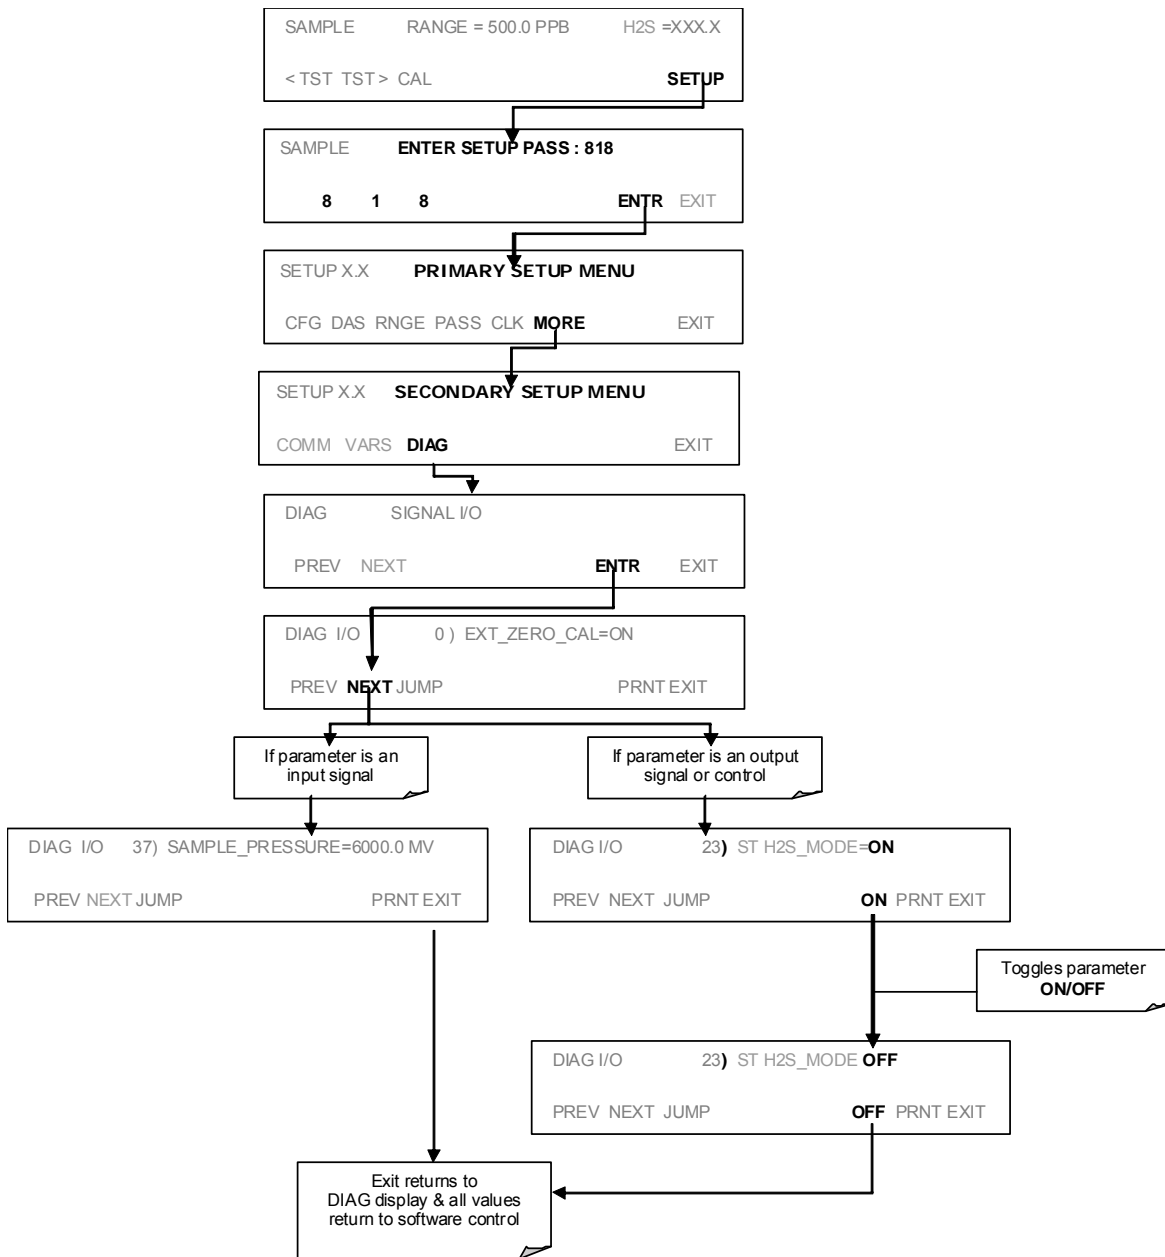 SAMPLE RANGE = 500.0 PPB H2S =XXX.X
< TST TST > CAL SETUP
SAMPLE ENTER SETUP PASS : 818
8 1 8 ENTR EXIT
SETUP X.X PRIMARY SETUP MENU
CFG DAS RNGE PASS CLK MORE EXIT
SETUP X.X SECONDARY SETUP MENU
COMM VARS DIAG EXIT
DIAG SIGNAL I/O
PREV NEXT ENTR EXIT
DIAG I/O 0 ) EXT_ZERO_CAL=ON
PREV NEXT JUMP PRNT EXIT
If parameter is an
input signal
If parameter is an output
signal or control
DIAG I/O 37) SAMPLE_PRESSURE=6000.0 MV
PREV NEXT JUMP PRNT EXIT
DIAG I/O 23) ST H2S_MODE=ON
PREV NEXT JUMP ON PRNT EXIT
Toggles parameter
ON/OFF
DIAG I/O 23) ST H2S_MODE OFF
PREV NEXT JUMP OFF PRNT EXIT
Exit returns to
DIAG display & all values
return to software control